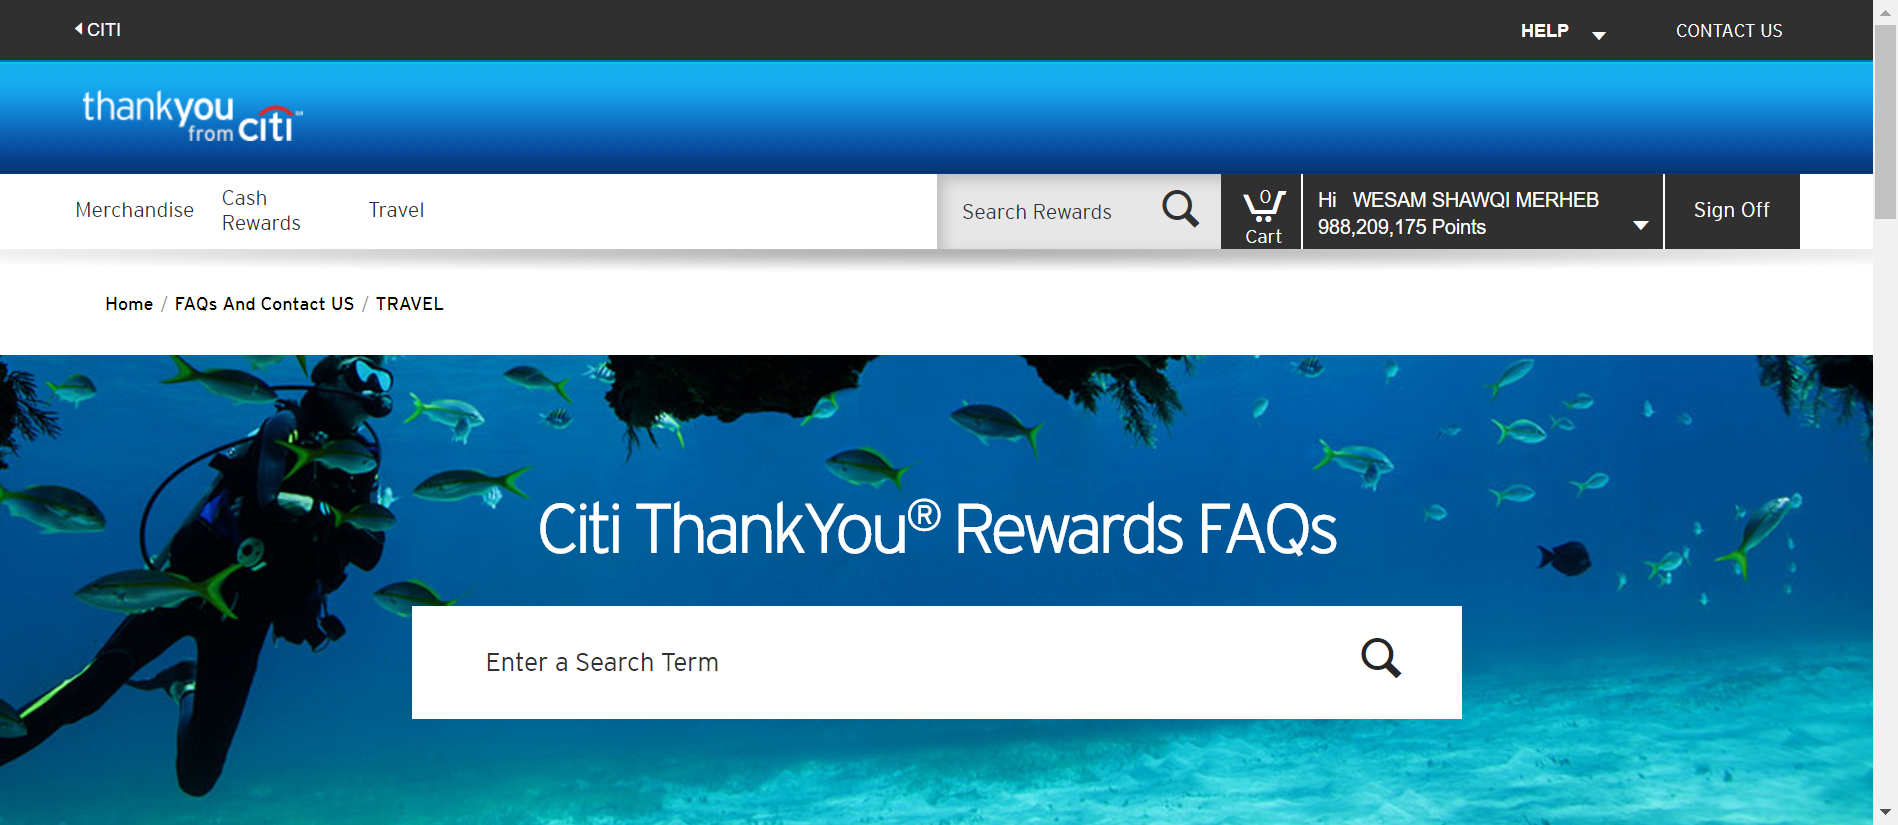 CITI
HELP
CONTACT US
thankyou
from citi℠
Merchandise
Cash
Rewards
Travel
Search Rewards
0
Cart
Hi WESAM SHAWQI MERHEB
988,209,175 Points
Sign Off
Home / FAQs And Contact US / TRAVEL
Citi ThankYou® Rewards FAQs
Enter a Search Term